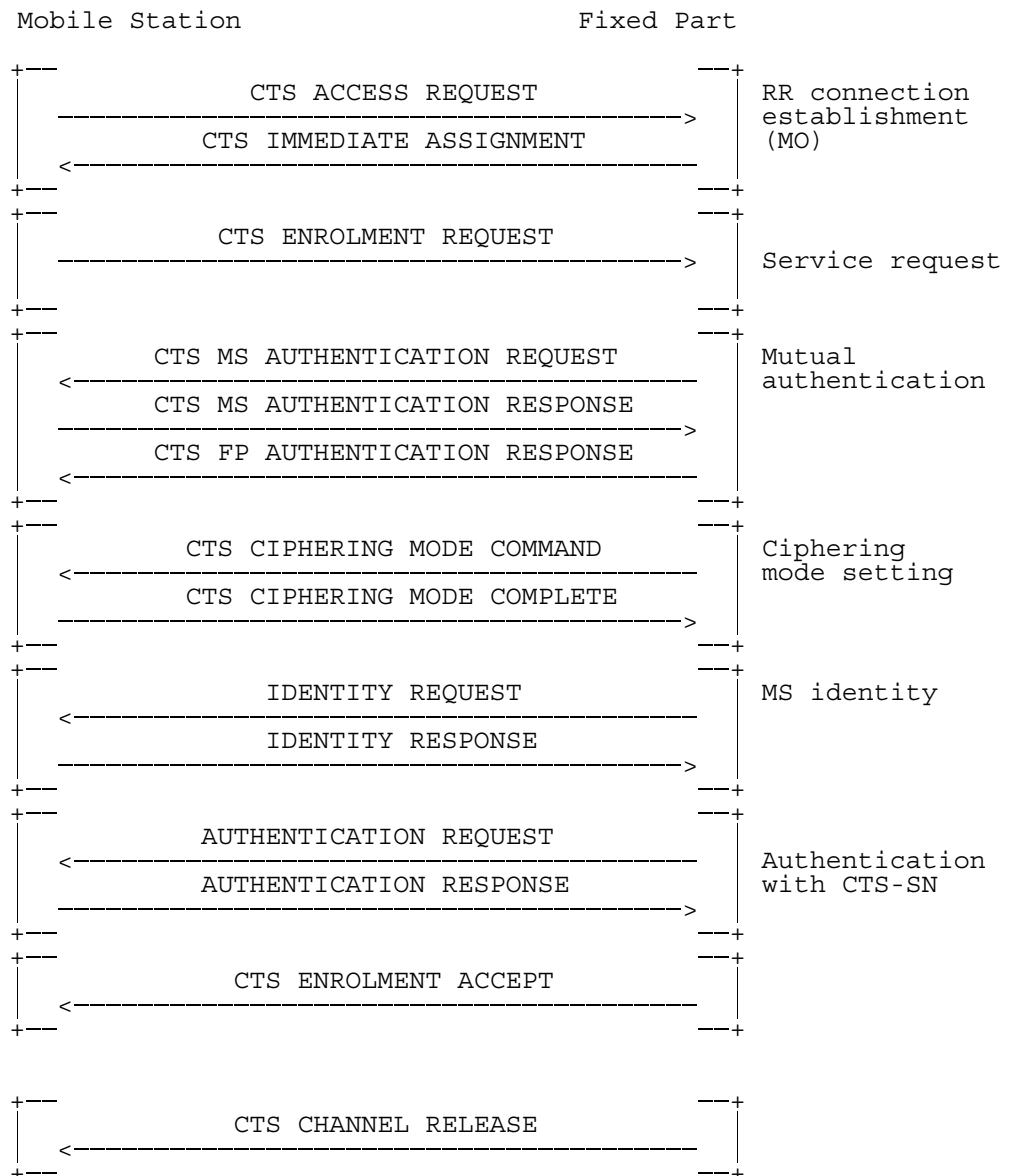 Mobile Station Fixed Part
CTS ACCESS REQUEST RR connection
establishment
CTS IMMEDIATE ASSIGNMENT (MO)
CTS ENROLMENT REQUEST
Service request
CTS MS AUTHENTICATION REQUEST Mutual
authentication
CTS MS AUTHENTICATION RESPONSE
CTS FP AUTHENTICATION RESPONSE
CTS CIPHERING MODE COMMAND Ciphering
mode setting
CTS CIPHERING MODE COMPLETE
IDENTITY REQUEST MS identity
IDENTITY RESPONSE
AUTHENTICATION REQUEST
Authentication
AUTHENTICATION RESPONSE with CTS-SN
CTS ENROLMENT ACCEPT
CTS CHANNEL RELEASE